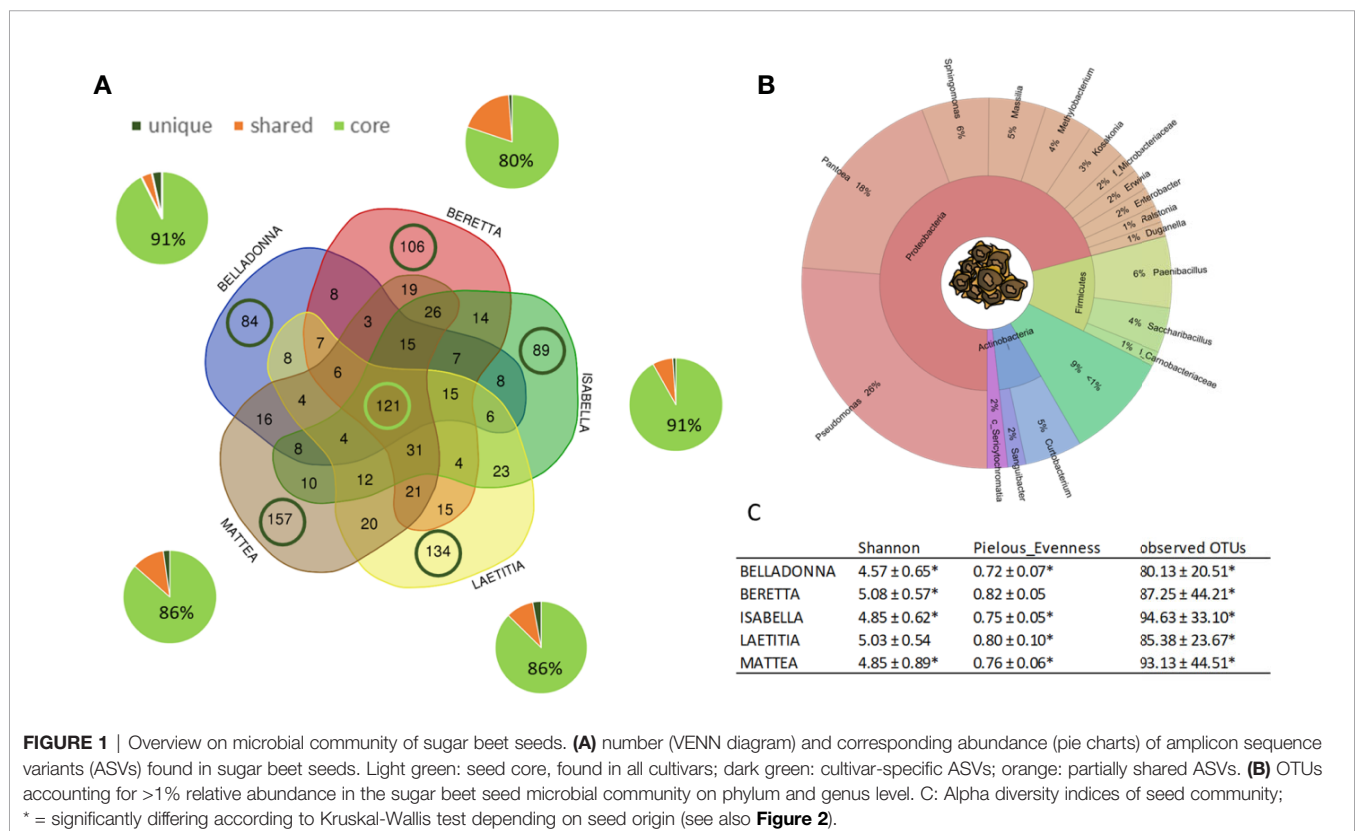 A
unique shared core
80%
91%
91%
86%
86%
BELLADONNA
BERETTA
ISABELLA
LAETITIA
MATTEA
106
8
19
84
3
26
14
7
15
89
8
7
6
8
4
121
15
6
16
4
31
8
4
23
10
12
21
15
157
20
134
B
Proteobacteria
Firmicutes
Actinobacteria
Pantoea 18%
Sphingomonas 6%
5% Massilia
4% Methylobacterium
3% Kosakonia
2% f_Microbacteriaceae
2% Erwinia
2% Enterobacter
1% Ralstonia
1% Duganella
6% Paenibacillus
4% Saccharibacillus
1% f_Carnobacteriaceae
9% <1%
5% Curtobacterium
2% Sanguibacter
2% c_Sericytochromatia
Pseudomonas 26%
C
Shannon Pielous_Evenness observed OTUs
BELLADONNA 4.57 ± 0.65* 0.72 ± 0.07* 80.13 ± 20.51*
BERETTA 5.08 ± 0.57* 0.82 ± 0.05 87.25 ± 44.21*
ISABELLA 4.85 ± 0.62* 0.75 ± 0.05* 94.63 ± 33.10*
LAETITIA 5.03 ± 0.54 0.80 ± 0.10* 85.38 ± 23.67*
MATTEA 4.85 ± 0.89* 0.76 ± 0.06* 93.13 ± 44.51*
FIGURE 1 | Overview on microbial community of sugar beet seeds. (A) number (VENN diagram) and corresponding abundance (pie charts) of amplicon sequence
variants (ASVs) found in sugar beet seeds. Light green: seed core, found in all cultivars; dark green: cultivar-specific ASVs; orange: partially shared ASVs. (B) OTUs
accounting for >1% relative abundance in the sugar beet seed microbial community on phylum and genus level. C: Alpha diversity indices of seed community;
* = significantly differing according to Kruskal-Wallis test depending on seed origin (see also Figure 2).